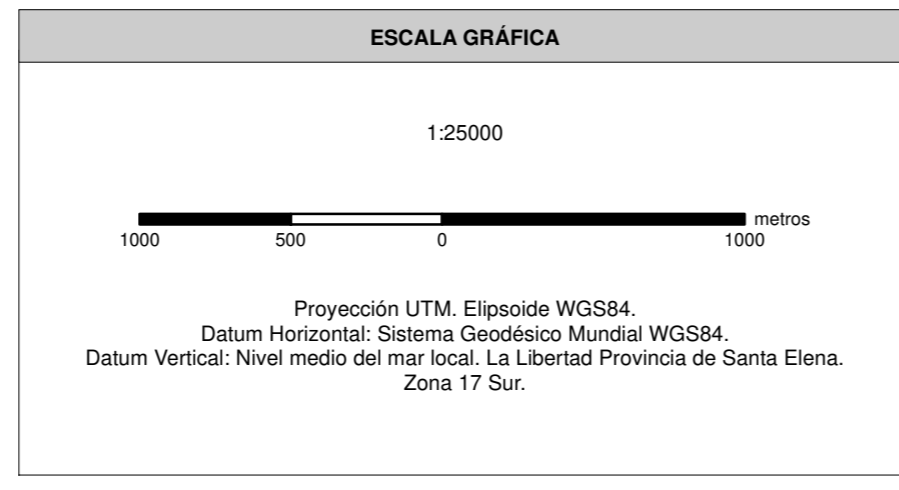 ESCALA GRÁFICA
1:25000
metros
1000 500 0 1000
Proyección UTM. Elipsoide WGS84.
Datum Horizontal: Sistema Geodésico Mundial WGS84.
Datum Vertical: Nivel medio del mar local. La Libertad Provincia de Santa Elena.
Zona 17 Sur.